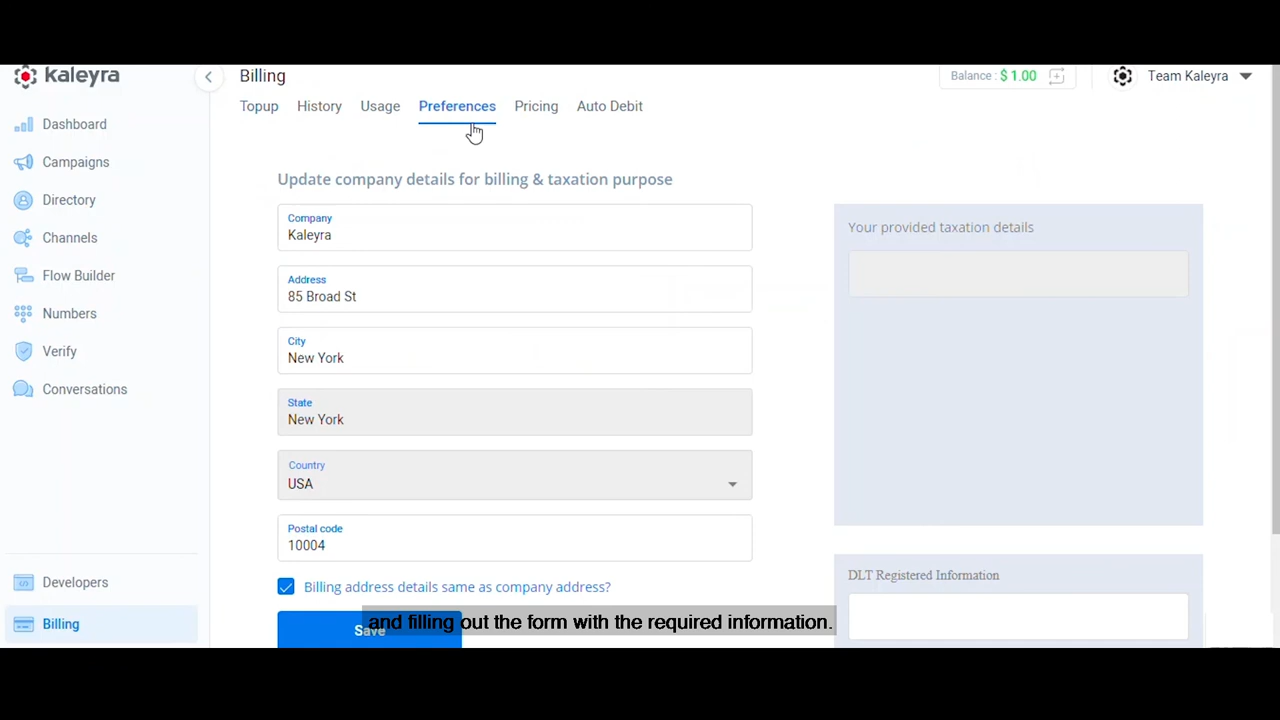 kaleyra
Billing
Balance : $ 1.00
Team Kaleyra
Topup
History
Usage
Preferences
Pricing
Auto Debit
Dashboard
Campaigns
Directory
Channels
Flow Builder
Numbers
Verify
Conversations
Developers
Billing
Update company details for billing & taxation purpose
Company
Kaleyra
Address
85 Broad St
City
New York
State
New York
Country
USA
Postal code
10004
Billing address details same as company address?
Save
Your provided taxation details
DLT Registered Information
and filling out the form with the required information.